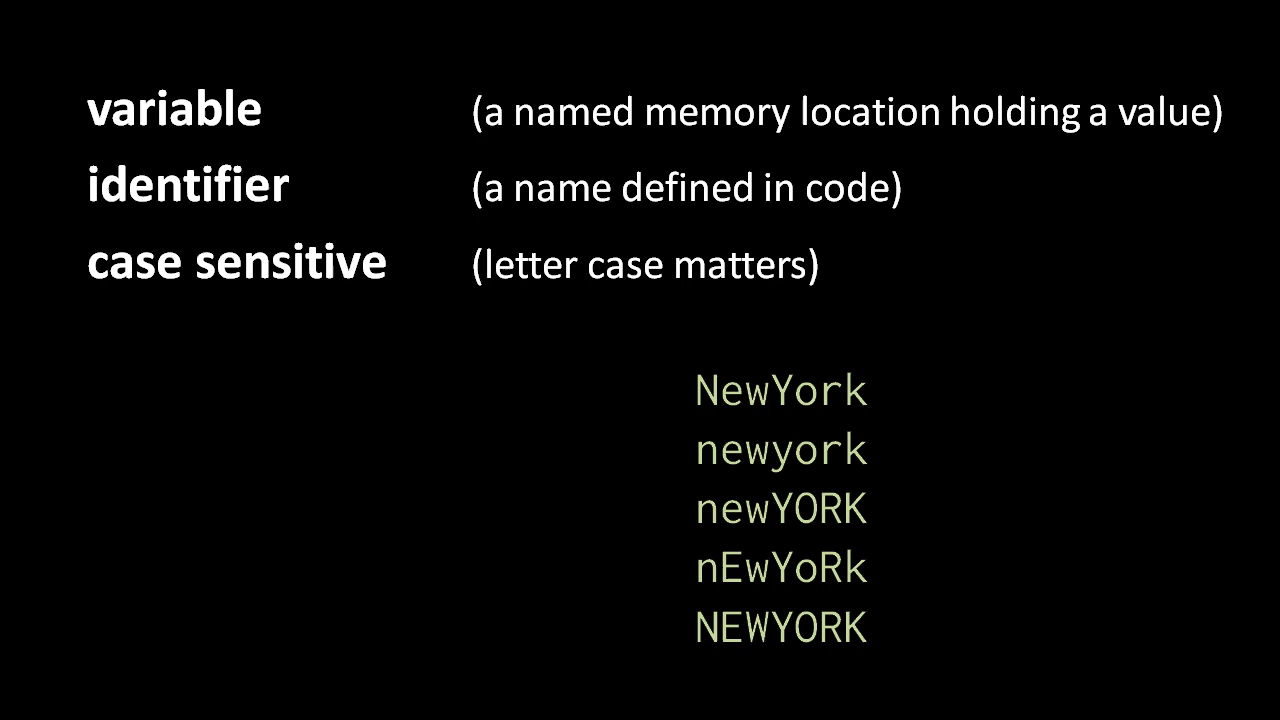 variable (a named memory location holding a value)
identifier (a name defined in code)
case sensitive (letter case matters)
NewYork
newyork
newYORK
nEwYoRk
NEWYORK